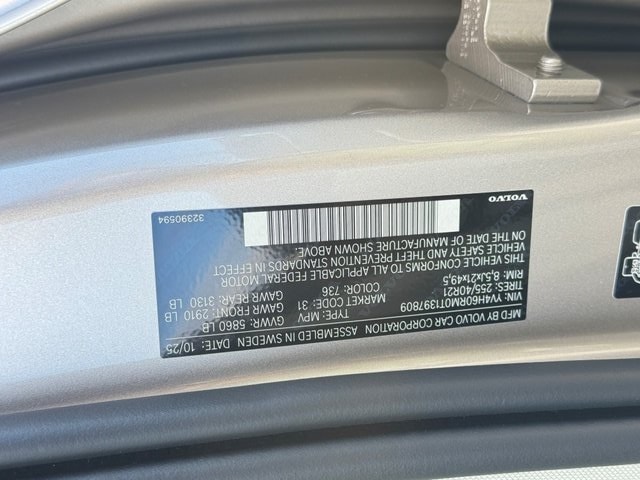 MFD BY VOLVO CAR CORPORATION ASSEMBLED IN SWEDEN DATE: 10/25
VIN: YV4H60RM0T1397809
GVWR: 5860 LB
TIRES: 255/40R21
TYPE: MPV
GAWR FRONT: 2910 LB
RIM: 8,5Jx21x49,5
MARKET CODE: 31
GAWR REAR: 3130 LB
COLOR: 736
THIS VEHICLE CONFORMS TO ALL APPLICABLE FEDERAL MOTOR
VEHICLE SAFETY AND THEFT PREVENTION STANDARDS IN EFFECT
ON THE DATE OF MANUFACTURE SHOWN ABOVE.
VOLVO
32390594